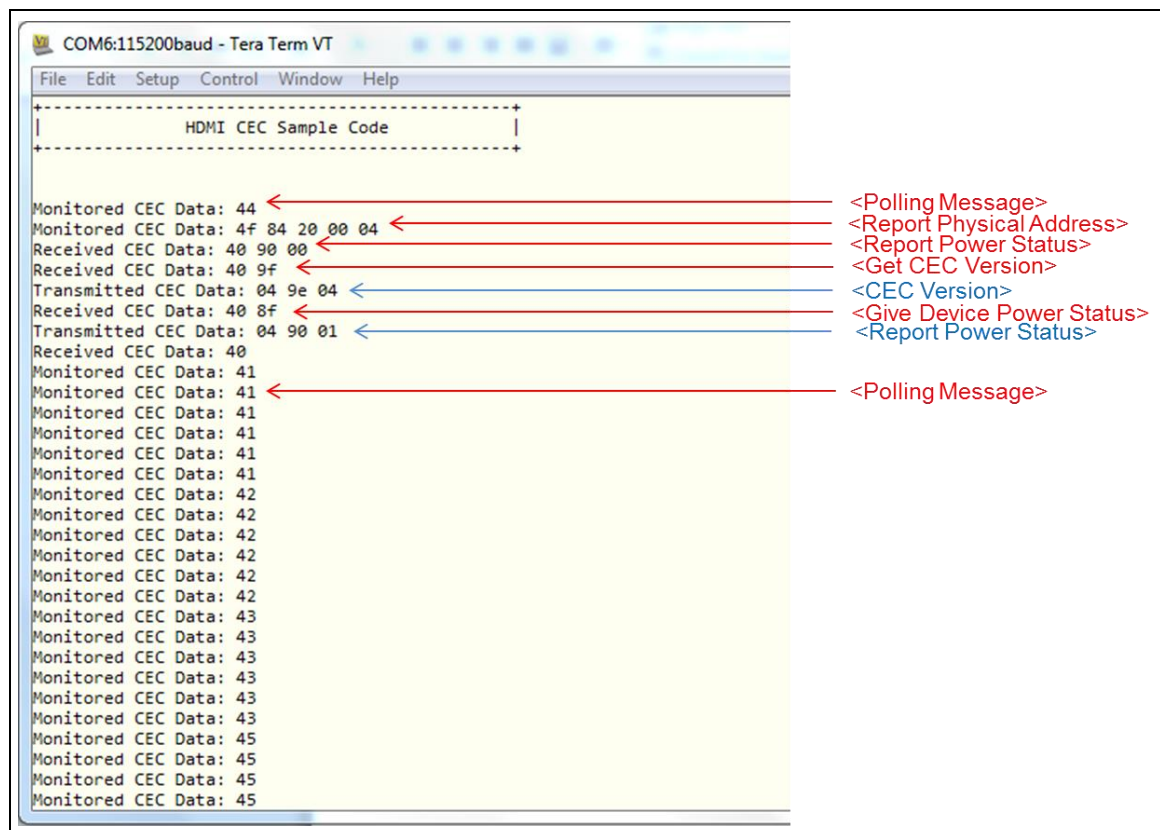 COM6:115200baud - Tera Term VT
File Edit Setup Control Window Help
+-----------------------------------------------+
| HDMI CEC Sample Code |
+-----------------------------------------------+
Monitored CEC Data: 44 <Polling Message>
Monitored CEC Data: 4f 84 20 00 04 <Report Physical Address>
Received CEC Data: 40 90 00 <Report Power Status>
Received CEC Data: 40 9f <Get CEC Version>
Transmitted CEC Data: 04 9e 04 <CEC Version>
Received CEC Data: 40 8f <Give Device Power Status>
Transmitted CEC Data: 04 90 01 <Report Power Status>
Received CEC Data: 40
Monitored CEC Data: 41
Monitored CEC Data: 41 <Polling Message>
Monitored CEC Data: 41
Monitored CEC Data: 41
Monitored CEC Data: 41
Monitored CEC Data: 41
Monitored CEC Data: 42
Monitored CEC Data: 42
Monitored CEC Data: 42
Monitored CEC Data: 42
Monitored CEC Data: 42
Monitored CEC Data: 42
Monitored CEC Data: 43
Monitored CEC Data: 43
Monitored CEC Data: 43
Monitored CEC Data: 43
Monitored CEC Data: 43
Monitored CEC Data: 43
Monitored CEC Data: 45
Monitored CEC Data: 45
Monitored CEC Data: 45
Monitored CEC Data: 45